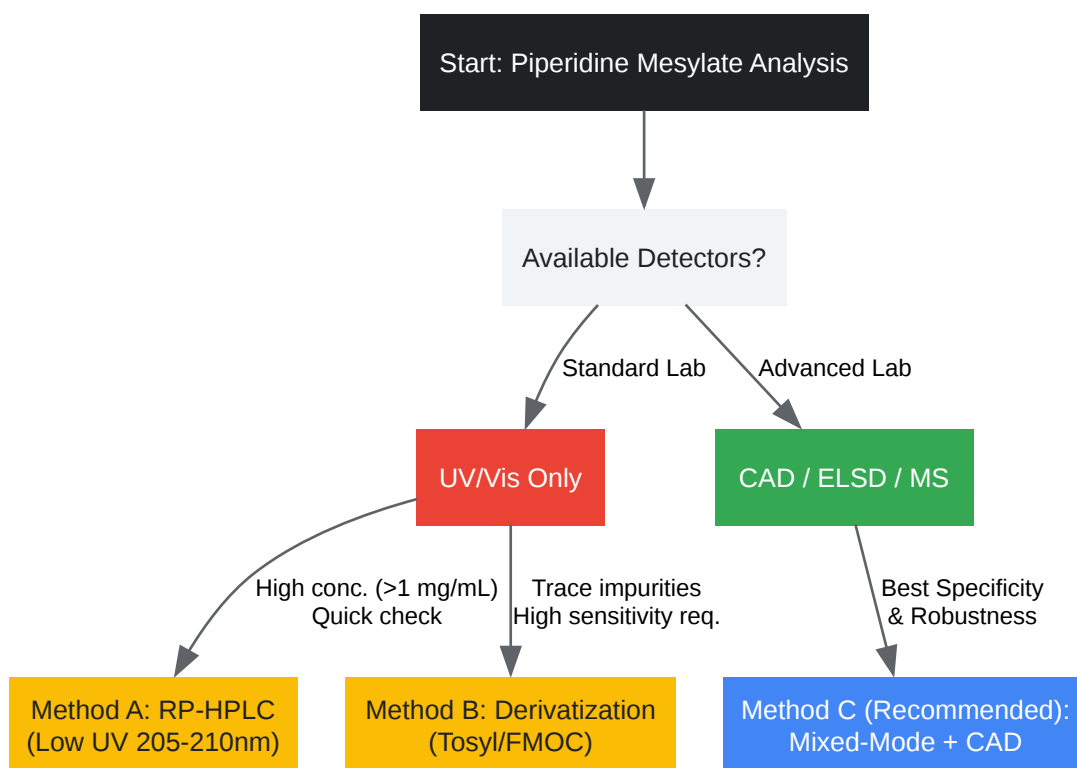 Start: Piperidine Mesylate Analysis
Available Detectors?
Standard Lab
Advanced Lab
UV/Vis Only
CAD / ELSD / MS
High conc. (>1 mg/mL)
Quick check
Trace impurities
High sensitivity req.
Best Specificity
& Robustness
Method A: RP-HPLC
(Low UV 205-210nm)
Method B: Derivatization
(Tosyl/FMOC)
Method C (Recommended):
Mixed-Mode + CAD